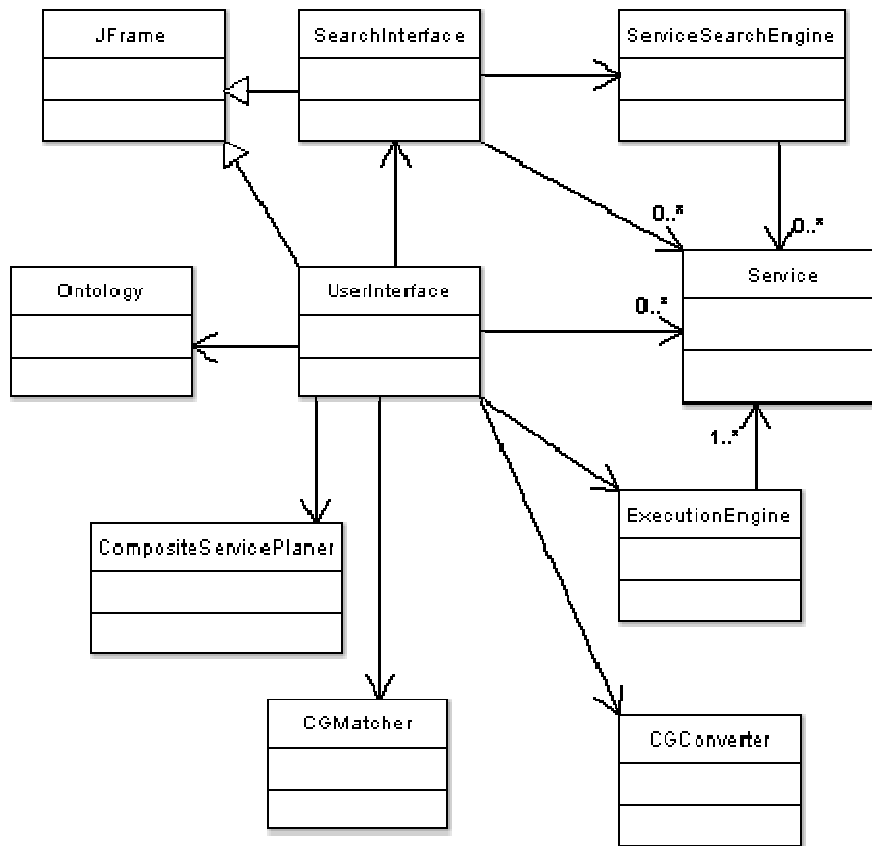 JFrame
SearchInterface
ServiceSearchEngine
0..*
0..*
Ontology
UserInterface
Service
0..*
1..*
ExecutionEngine
CompositeServicePlaner
CGMatcher
CGConverter